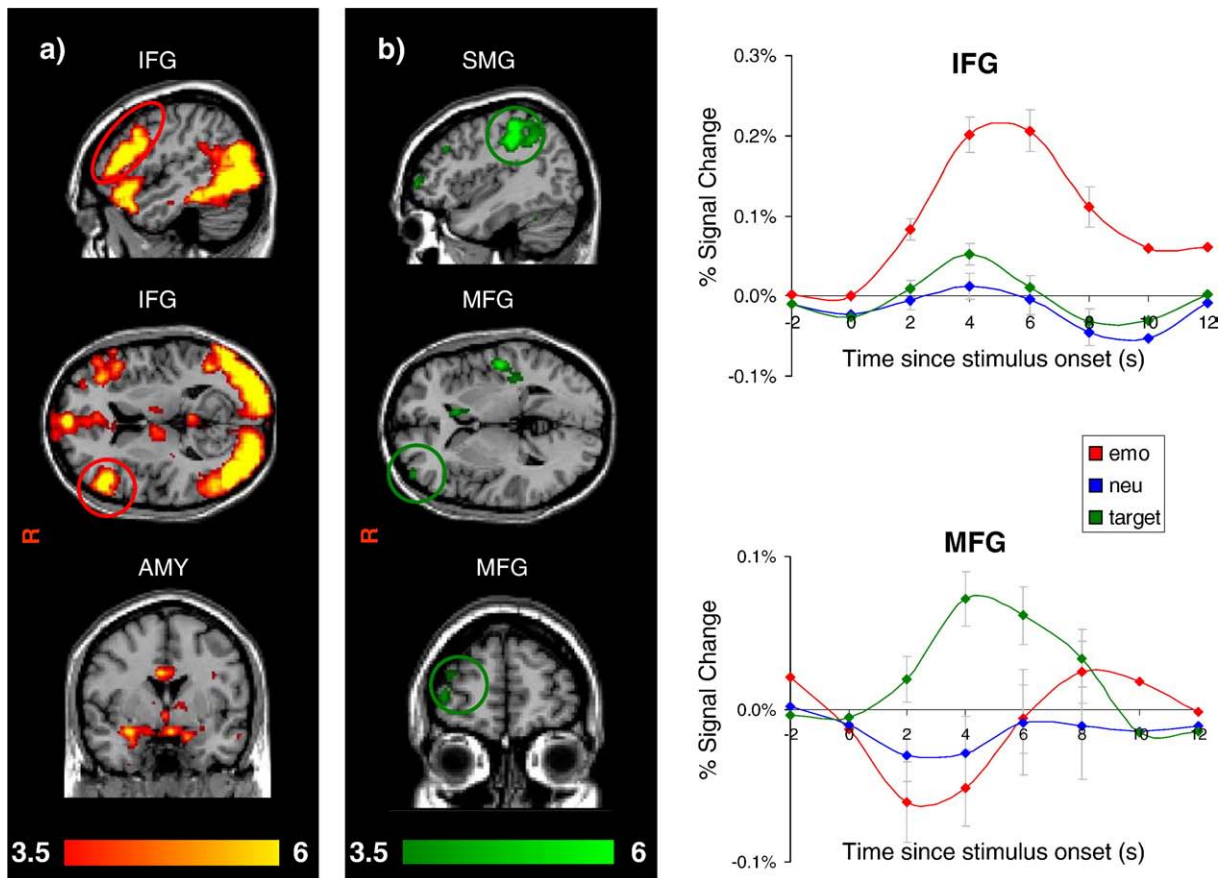 a)
IFG
IFG
R
AMY
3.5 6
b)
SMG
MFG
R
MFG
3.5 6
IFG
0.3%
0.2%
0.1%
0.0%
-0.1%
-2 0 2 4 6 8 10 12
% Signal Change
Time since stimulus onset (s)
emo
neu
target
MFG
0.1%
0.0%
-0.1%
-2 0 2 4 6 8 10 12
% Signal Change
Time since stimulus onset (s)